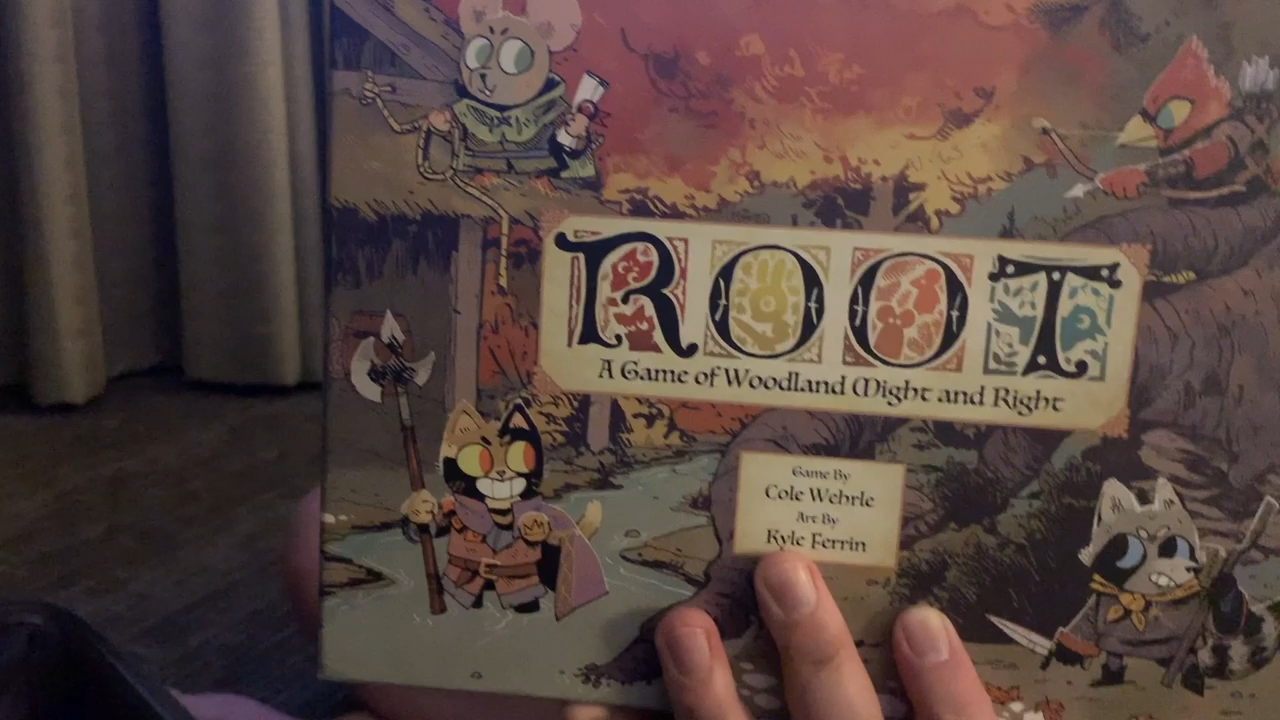 ROOT
A Game of Woodland Might and Right
Game By
Cole Wehrle
Art By
Kyle Ferrin